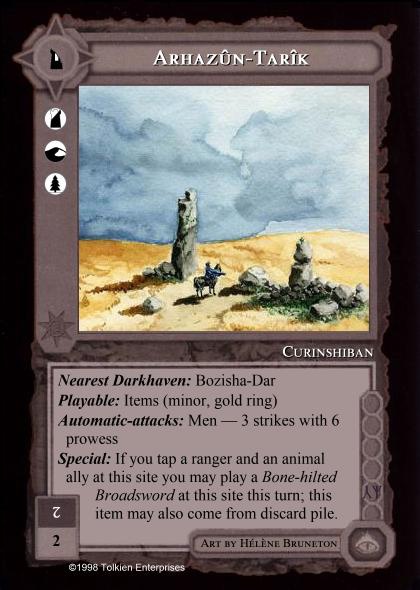 ARHAZÛN-TARÎK
CURINSHIBAN
Nearest Darkhaven: Bozisha-Dar
Playable: Items (minor, gold ring)
Automatic-attacks: Men — 3 strikes with 6
prowess
Special: If you tap a ranger and an animal
ally at this site you may play a Bone-hilted
Broadsword at this site this turn; this
item may also come from discard pile.
2
2
ART BY HÉLÈNE BRUNETON
©1998 Tolkien Enterprises